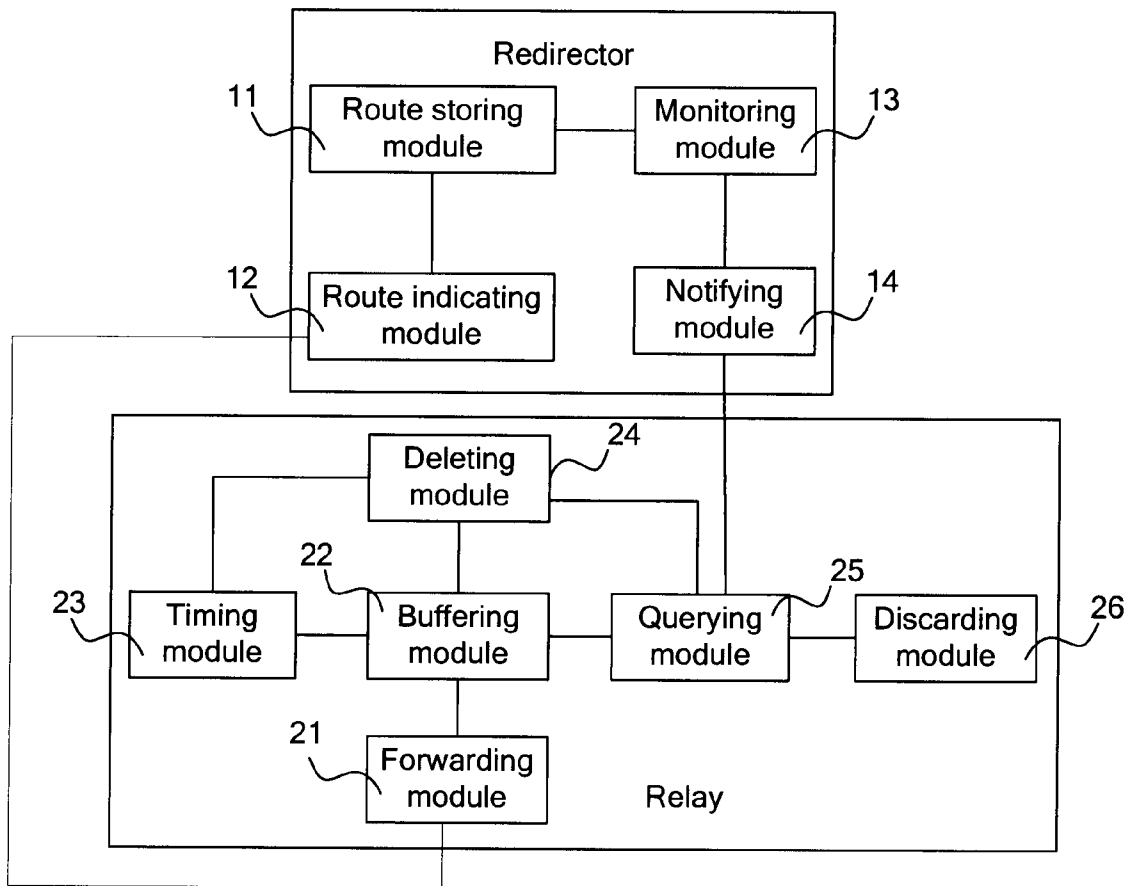 Redirector
11
Route storing
module
Monitoring
module
13
12
Route indicating
module
Notifying
module
14
Deleting
module
24
22
23
Timing
module
Buffering
module
Querying
module
25
Discarding
module
26
21
Forwarding
module
Relay